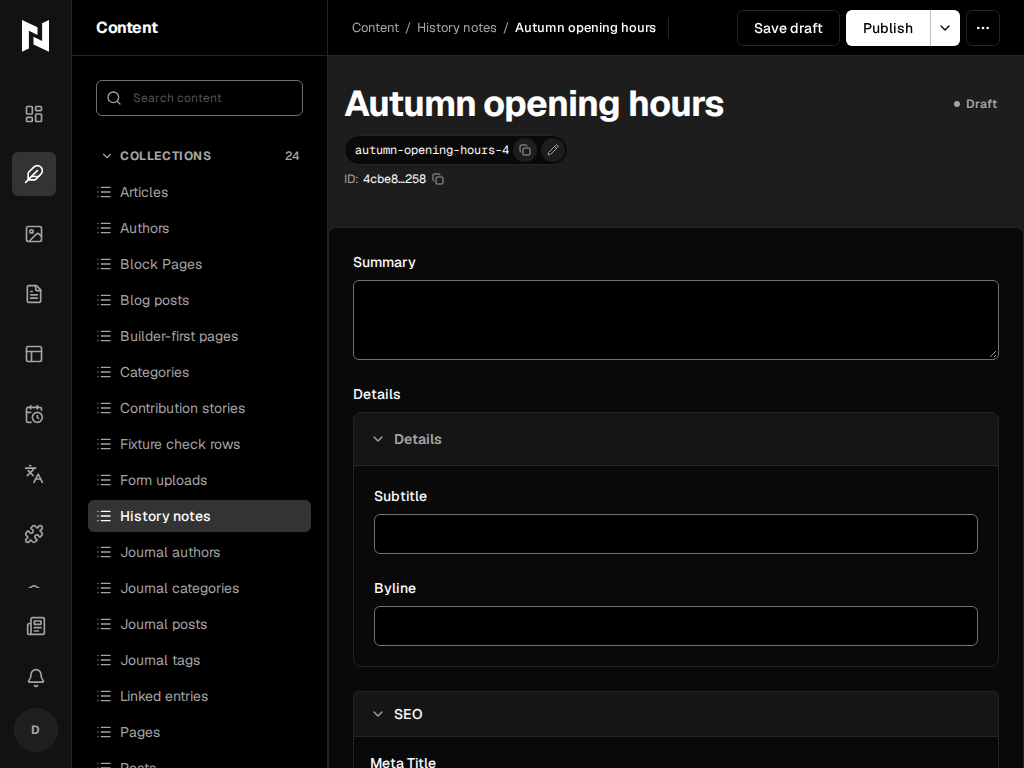 Content
Search content
COLLECTIONS 24
Articles
Authors
Block Pages
Blog posts
Builder-first pages
Categories
Contribution stories
Fixture check rows
Form uploads
History notes
Journal authors
Journal categories
Journal posts
Journal tags
Linked entries
Pages
Posts
D
Content / History notes / Autumn opening hours
Save draft
Publish
Autumn opening hours
Draft
autumn-opening-hours-4
ID: 4cbe8…258
Summary
Details
Details
Subtitle
Byline
SEO
Meta Title